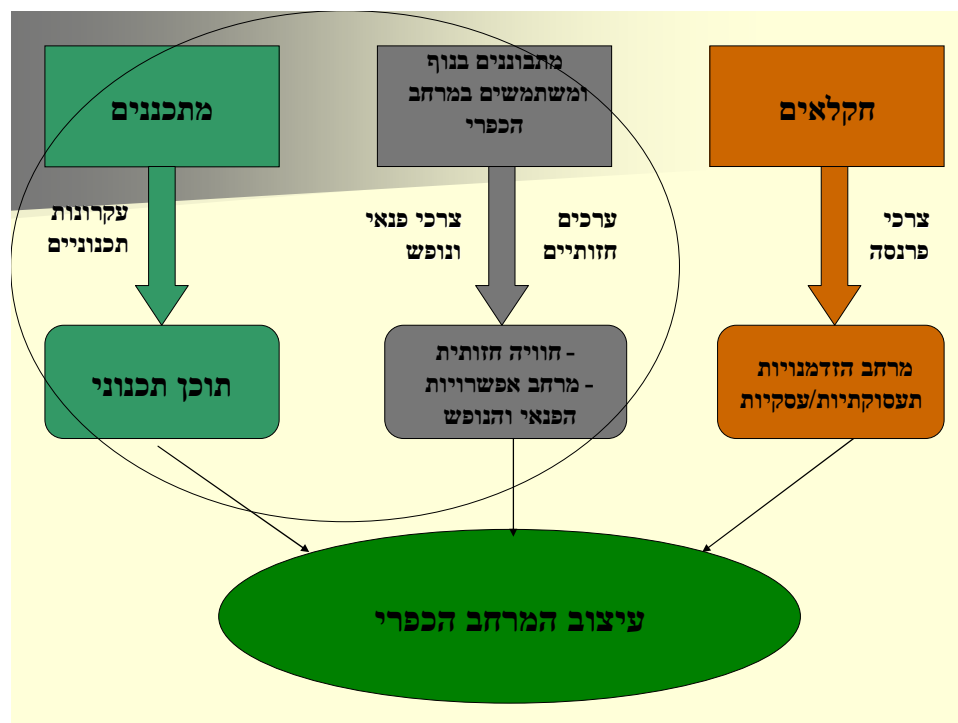 חקלאים
מתבוננים בנוף
ומשתמשים במרחב
הכפרי
מתכננים
צרכי
פרנסה
ערכים
חזותיים
צרכי פנאי
ונופש
עקרונות
תכנוניים
מרחב הזדמנויות
תעסוקתיות/עסקיות
- חוויה חזותית
- מרחב אפשרויות
הפנאי והנופש
תוכן תכנוני
עיצוב המרחב הכפרי